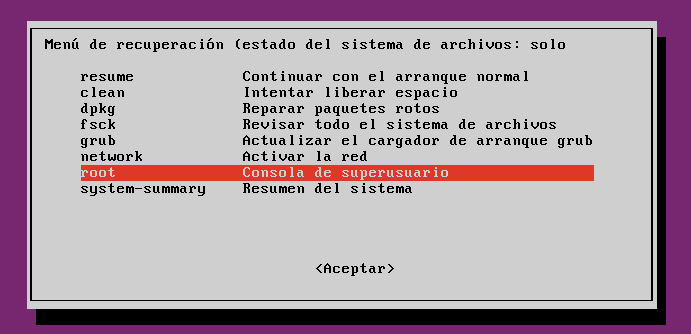 Menú de recuperación (estado del sistema de archivos: solo
resume Continuar con el arranque normal
clean Intentar liberar espacio
dpkg Reparar paquetes rotos
fsck Revisar todo el sistema de archivos
grub Actualizar el cargador de arranque grub
network Activar la red
root Consola de superusuario
system-summary Resumen del sistema
<Aceptar>